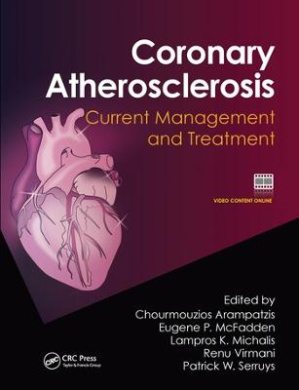 Coronary
Atherosclerosis
Current Management
and Treatment
VIDEO CONTENT ONLINE
Edited by
Chourmouzios Arampatzis
Eugene P. McFadden
Lampros K. Michalis
Renu Virmani
Patrick W. Serruys
CRC Press
Taylor & Francis Group